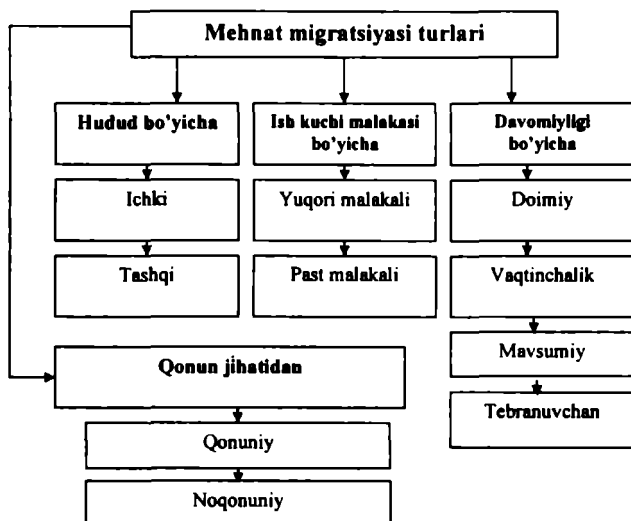 Mehnat migratsiyasi turlari
Hudud bo'yicha
Ish kuchi malakasi
bo'yicha
Davomiyligi
bo'yicha
Ichki
Yuqori malakali
Doimiy
Tashqi
Past malakali
Vaqtinchalik
Mavsumiy
Qonun jihatidan
Tebranuvchan
Qonuniy
Noqonuniy